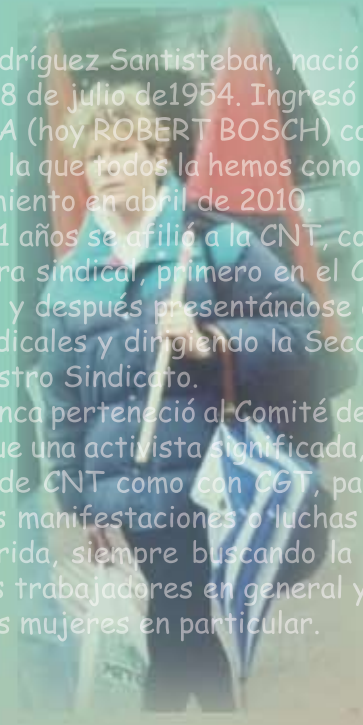 dríguez Santisteban, nació
8 de julio de1954. Ingresó
A (hoy ROBERT BOSCH) co
la que todos la hemos cono
miento en abril de 2010.
1 años se afilió a la CNT, co
ra sindical, primero en el C
y después presentándose
dicales y dirigiendo la Secc
stro Sindicato.
nca perteneció al Comité de
ue una activista significada,
de CNT como con CGT, pa
s manifestaciones o luchas
rida, siempre buscando la
s trabajadores en general y
s mujeres en particular.